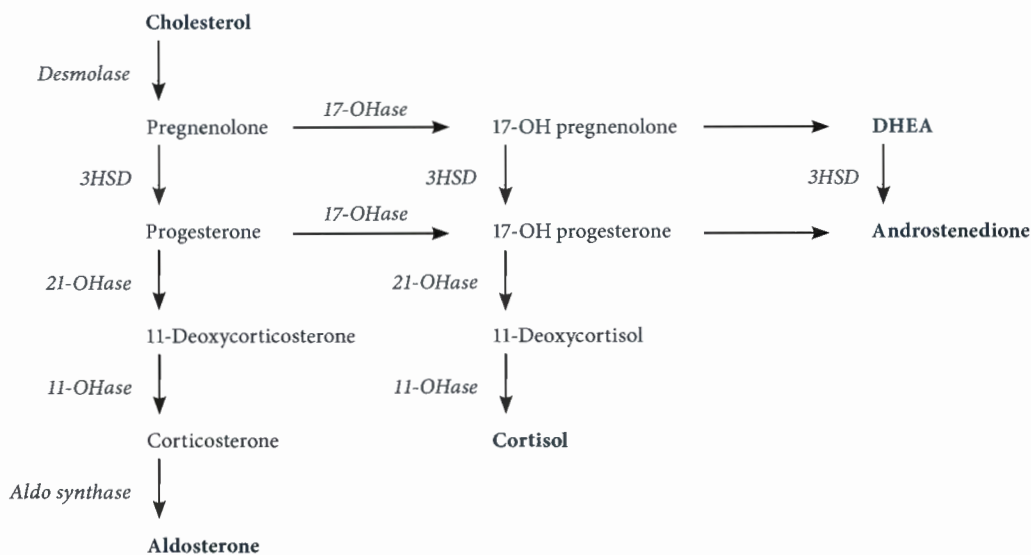 Cholesterol
Desmolase
Pregnenolone 17-OHase 17-OH pregnenolone DHEA
3HSD 3HSD 3HSD
Progesterone 17-OHase 17-OH progesterone Androstenedione
21-OHase 21-OHase
11-Deoxycorticosterone 11-Deoxycortisol
11-OHase 11-OHase
Corticosterone Cortisol
Aldo synthase
Aldosterone